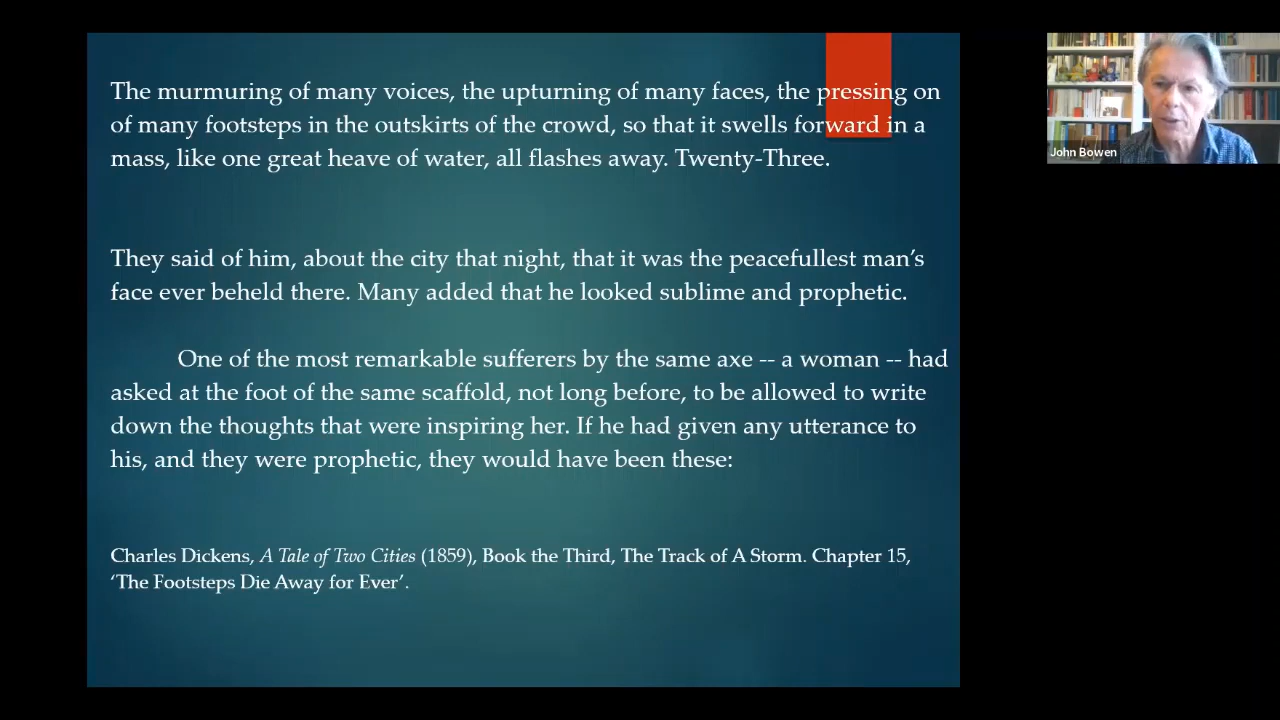 The murmuring of many voices, the upturning of many faces, the pressing on
of many footsteps in the outskirts of the crowd, so that it swells forward in a
mass, like one great heave of water, all flashes away. Twenty-Three.
They said of him, about the city that night, that it was the peacefullest man’s
face ever beheld there. Many added that he looked sublime and prophetic.
One of the most remarkable sufferers by the same axe -- a woman -- had
asked at the foot of the same scaffold, not long before, to be allowed to write
down the thoughts that were inspiring her. If he had given any utterance to
his, and they were prophetic, they would have been these:
Charles Dickens, A Tale of Two Cities (1859), Book the Third, The Track of A Storm. Chapter 15,
‘The Footsteps Die Away for Ever’.
John Bowen